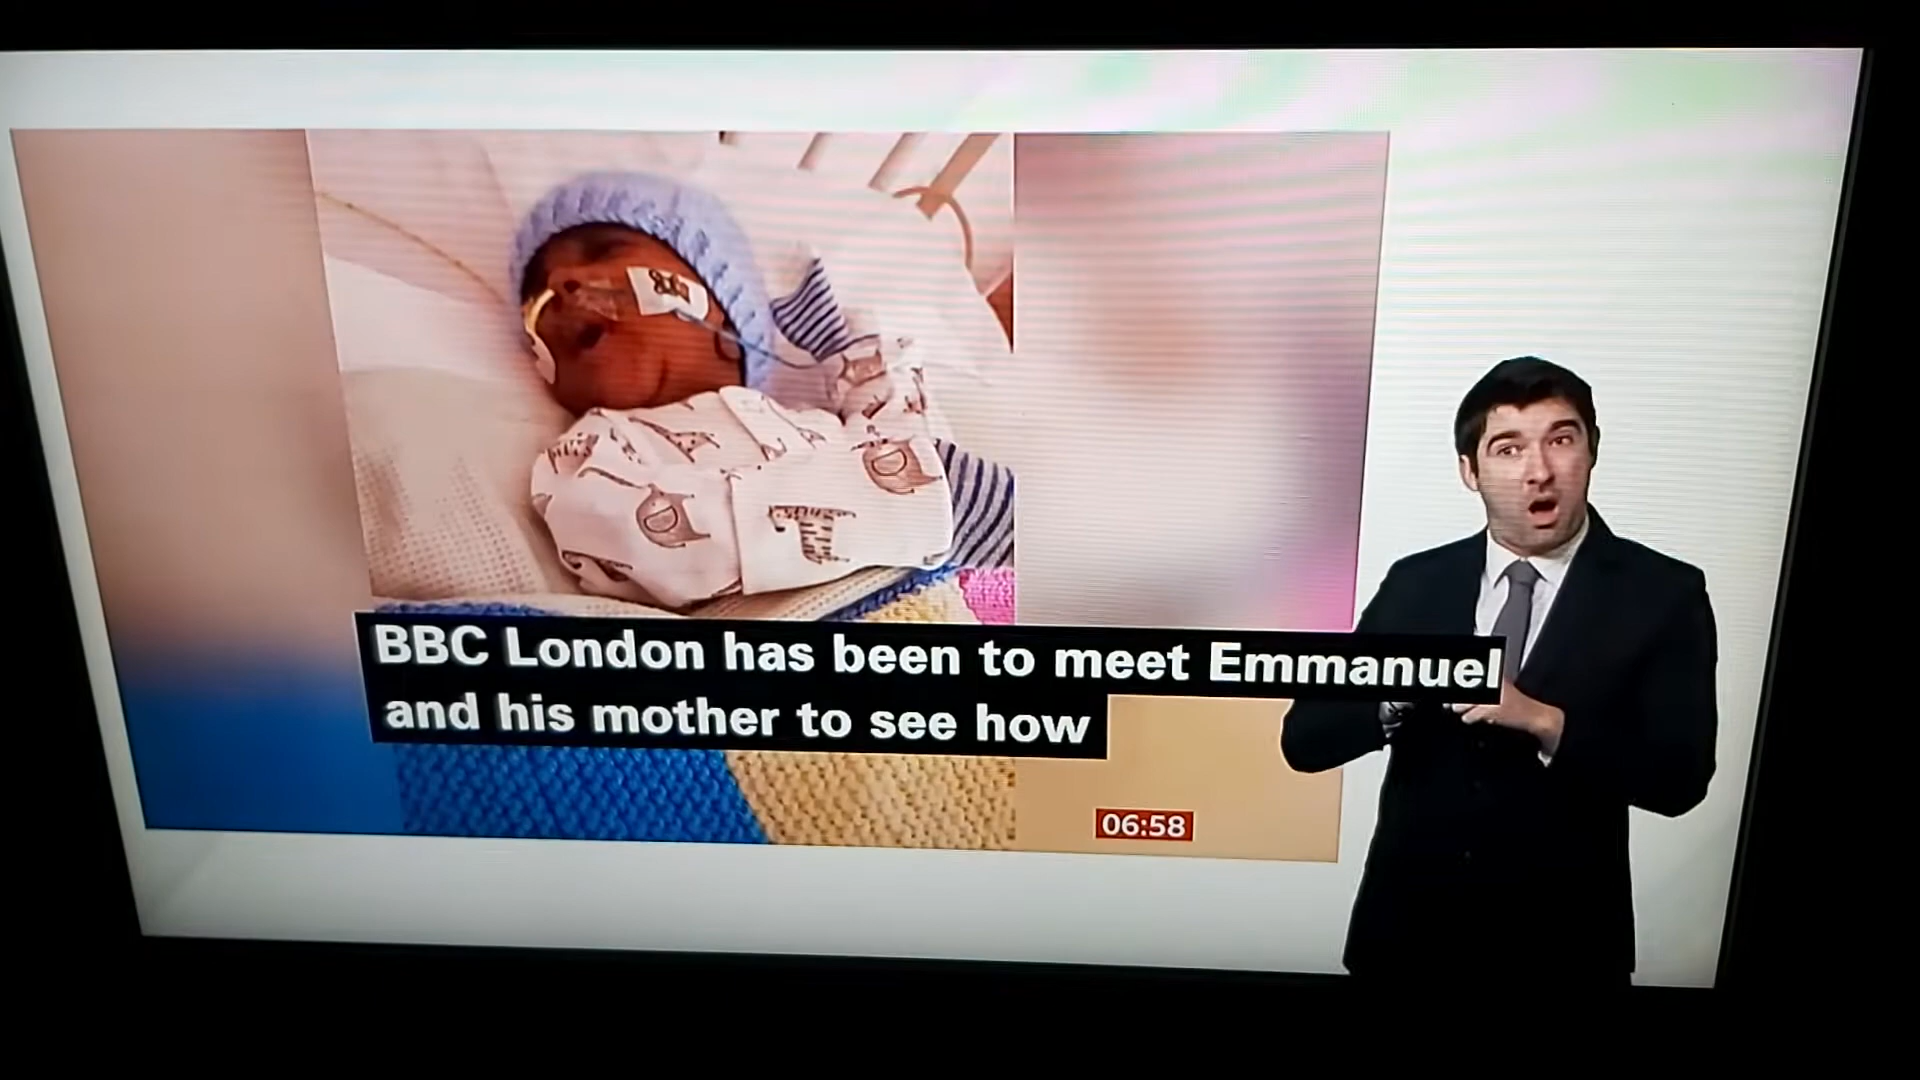 BBC London has been to meet Emmanuel
and his mother to see how
06:58